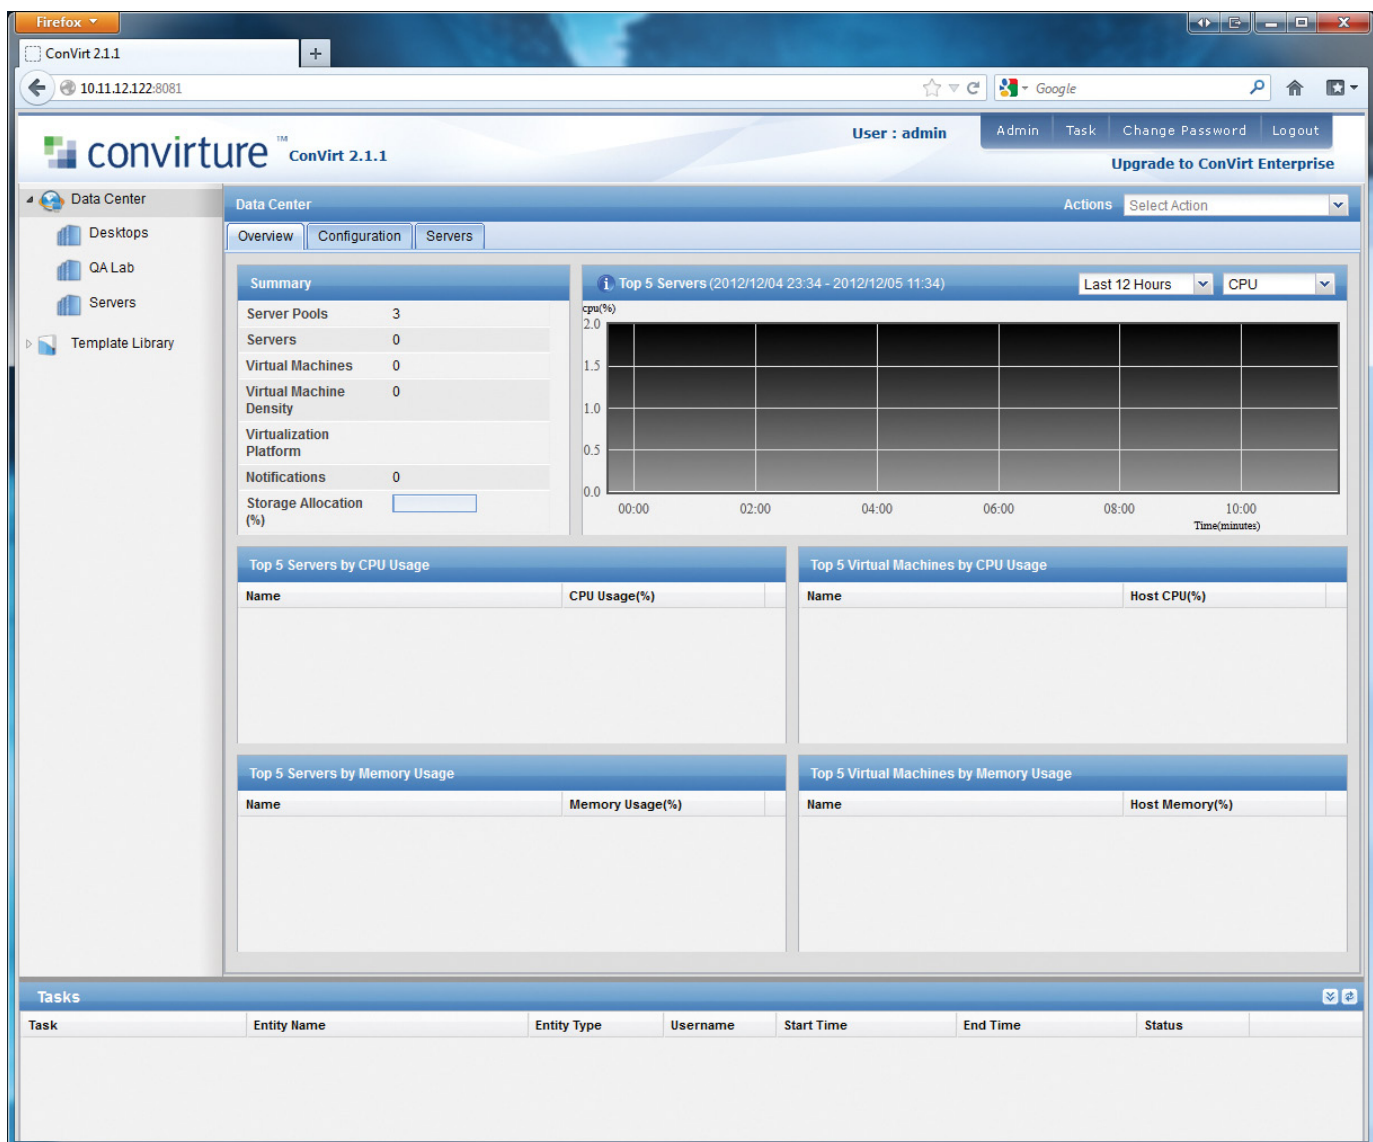 Firefox
ConVirt 2.1.1
10.11.12.122:8081
Google
convirture ™ ConVirt 2.1.1
User : admin
Admin Task Change Password Logout
Upgrade to ConVirt Enterprise
Data Center
Desktops
QA Lab
Servers
Template Library
Data Center
Actions Select Action
Overview Configuration Servers
Summary
Server Pools 3
Servers 0
Virtual Machines 0
Virtual Machine 0
Density
Virtualization
Platform
Notifications 0
Storage Allocation
(%)
Top 5 Servers (2012/12/04 23:34 - 2012/12/05 11:34)
Last 12 Hours CPU
cpu(%)
2.0
1.5
1.0
0.5
0.0
00:00 02:00 04:00 06:00 08:00 10:00
Time(minutes)
Top 5 Servers by CPU Usage
Name CPU Usage(%)
Top 5 Virtual Machines by CPU Usage
Name Host CPU(%)
Top 5 Servers by Memory Usage
Name Memory Usage(%)
Top 5 Virtual Machines by Memory Usage
Name Host Memory(%)
Tasks
Task Entity Name Entity Type Username Start Time End Time Status